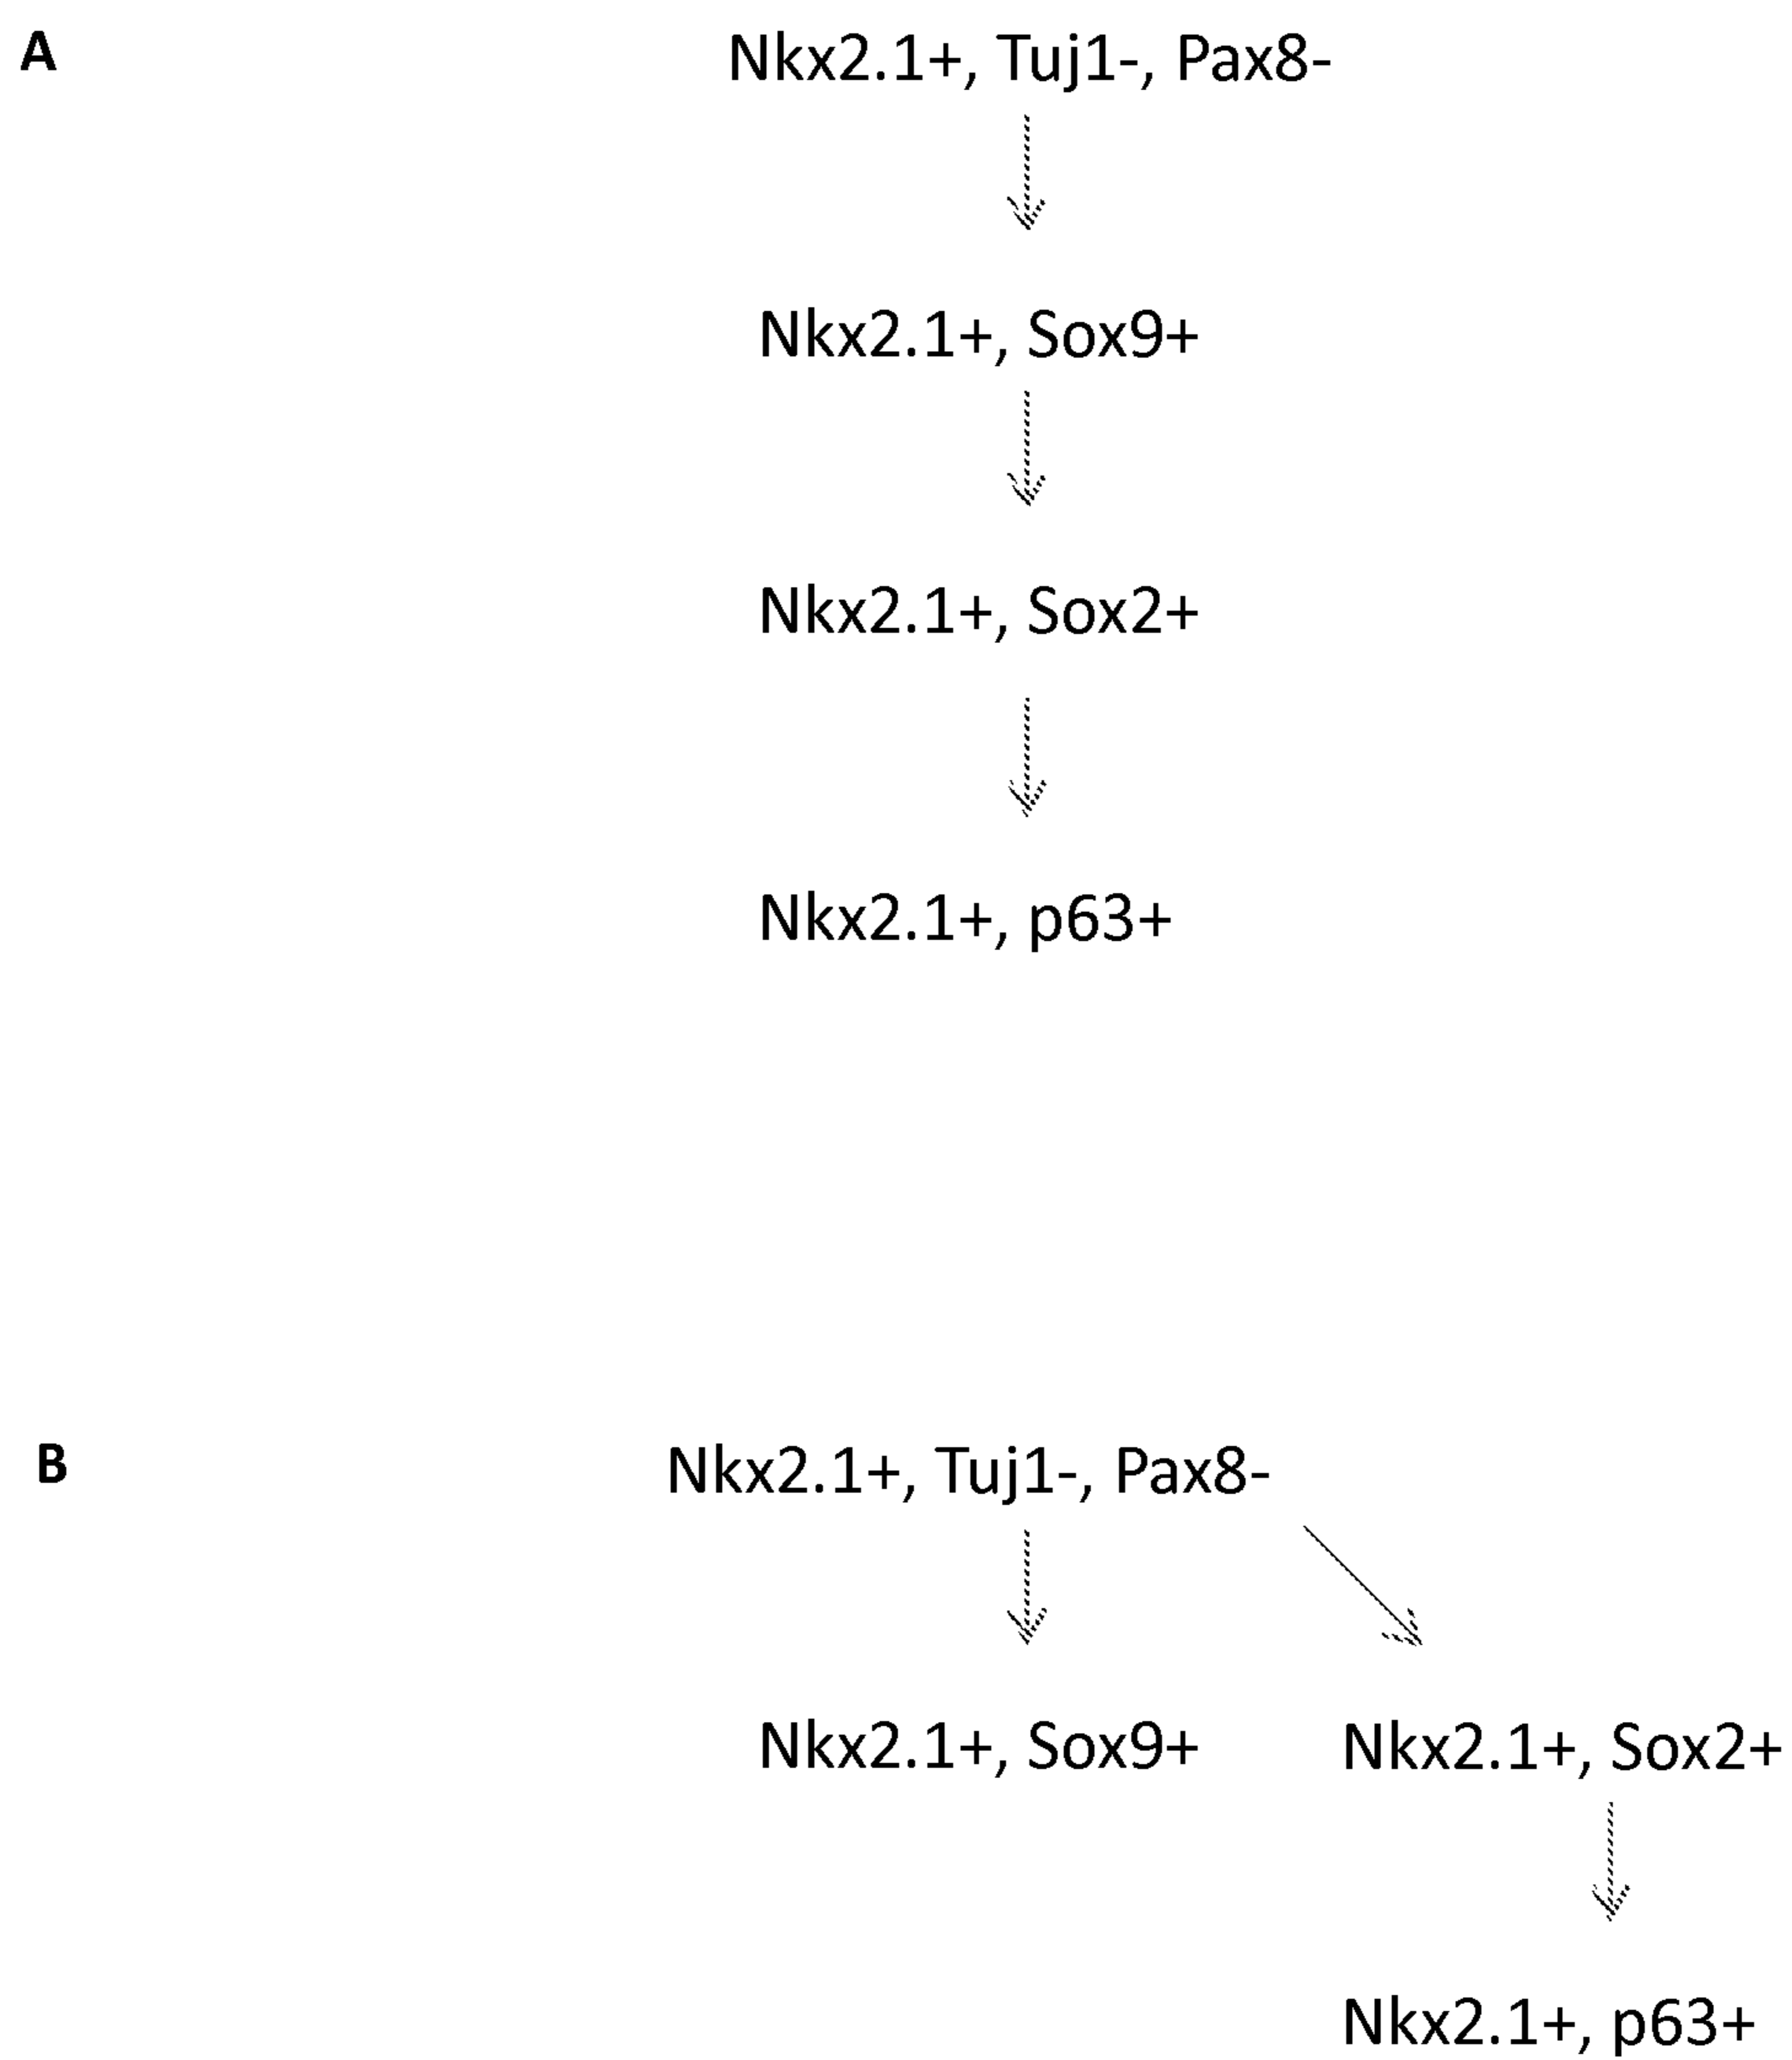 A
Nkx2.1+, Tuj1-, Pax8-
Nkx2.1+, Sox9+
Nkx2.1+, Sox2+
Nkx2.1+, p63+
B
Nkx2.1+, Tuj1-, Pax8-
Nkx2.1+, Sox9+
Nkx2.1+, Sox2+
Nkx2.1+, p63+